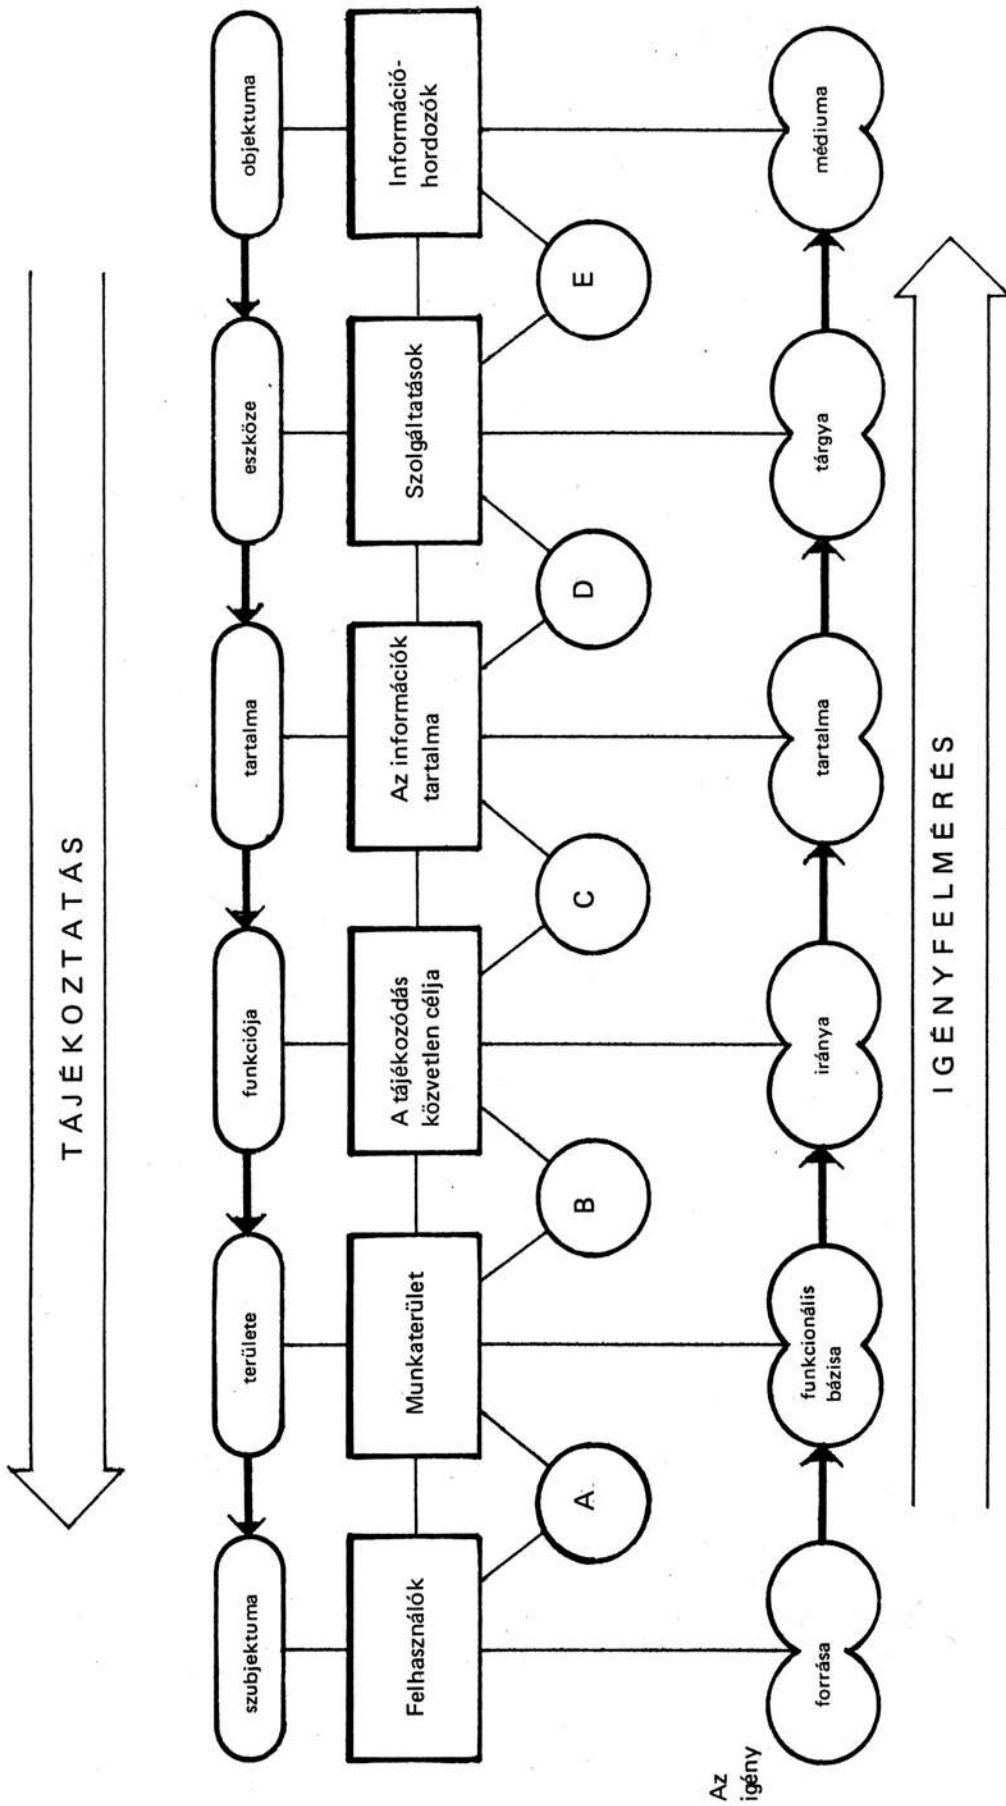 TÁJÉKOZTATÁS
szubjektuma
területe
funkciója
tartalma
eszköze
objektuma
Felhasználók
Munkaterület
A tájékozódás
közvetlen célja
Az információk
tartalma
Szolgáltatások
Információ-
hordozók
A
B
C
D
E
Az
igény
forrása
funkcionális
bázisa
iránya
tartalma
tárgya
médiuma
IGÉNYFELMÉRÉS